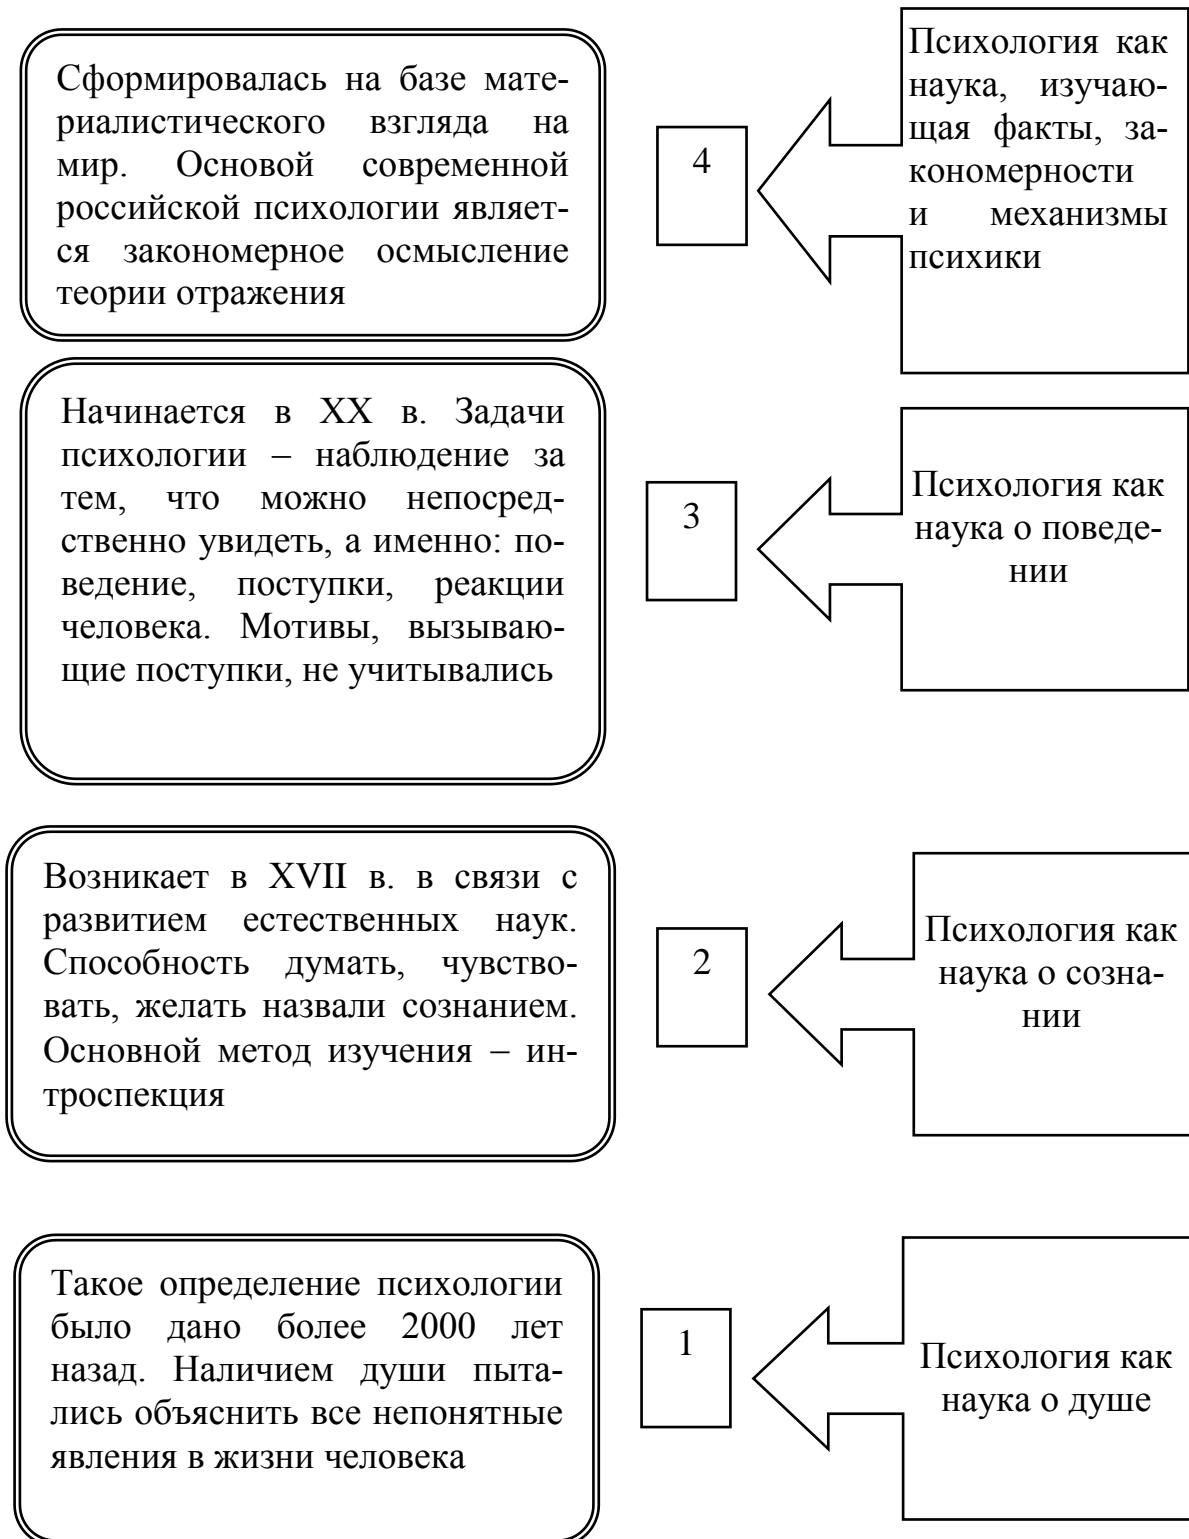 Сформировалась на базе мате-
риалистического взгляда на
мир. Основой современной
российской психологии являет-
ся закономерное осмысление
теории отражения
4
Психология как
наука, изучаю-
щая факты, за-
кономерности
и механизмы
психики
Начинается в XX в. Задачи
психологии – наблюдение за
тем, что можно непосред-
ственно увидеть, а именно: по-
ведение, поступки, реакции
человека. Мотивы, вызываю-
щие поступки, не учитывались
3
Психология как
наука о поведе-
нии
Возникает в XVII в. в связи с
развитием естественных наук.
Способность думать, чувство-
вать, желать назвали сознанием.
Основной метод изучения – ин-
троспекция
2
Психология как
наука о созна-
нии
Такое определение психологии
было дано более 2000 лет
назад. Наличием души пыта-
лись объяснить все непонятные
явления в жизни человека
1
Психология как
наука о душе